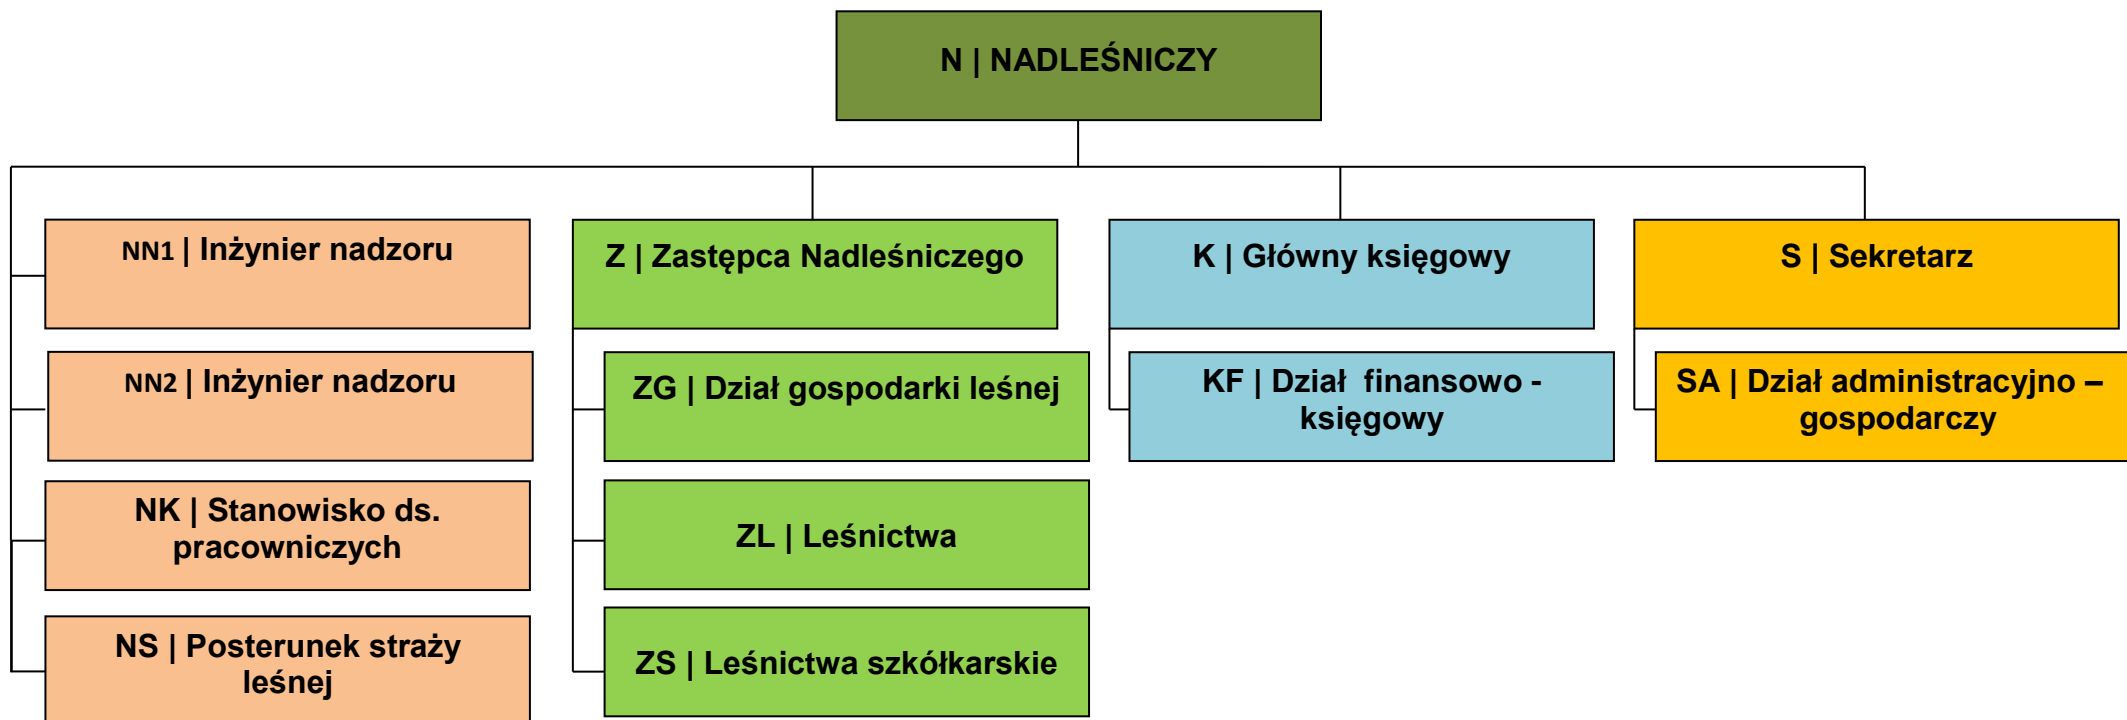 N | NADLEŚNICZY
NN1 | Inżynier nadzoru
NN2 | Inżynier nadzoru
NK | Stanowisko ds.
pracowniczych
NS | Posterunek straży
leśnej
Z | Zastępca Nadleśniczego
ZG | Dział gospodarki leśnej
ZL | Leśnictwa
ZS | Leśnictwa szkółkarskie
K | Główny księgowy
KF | Dział  finansowo -
księgowy
S | Sekretarz
SA | Dział administracyjno –
gospodarczy